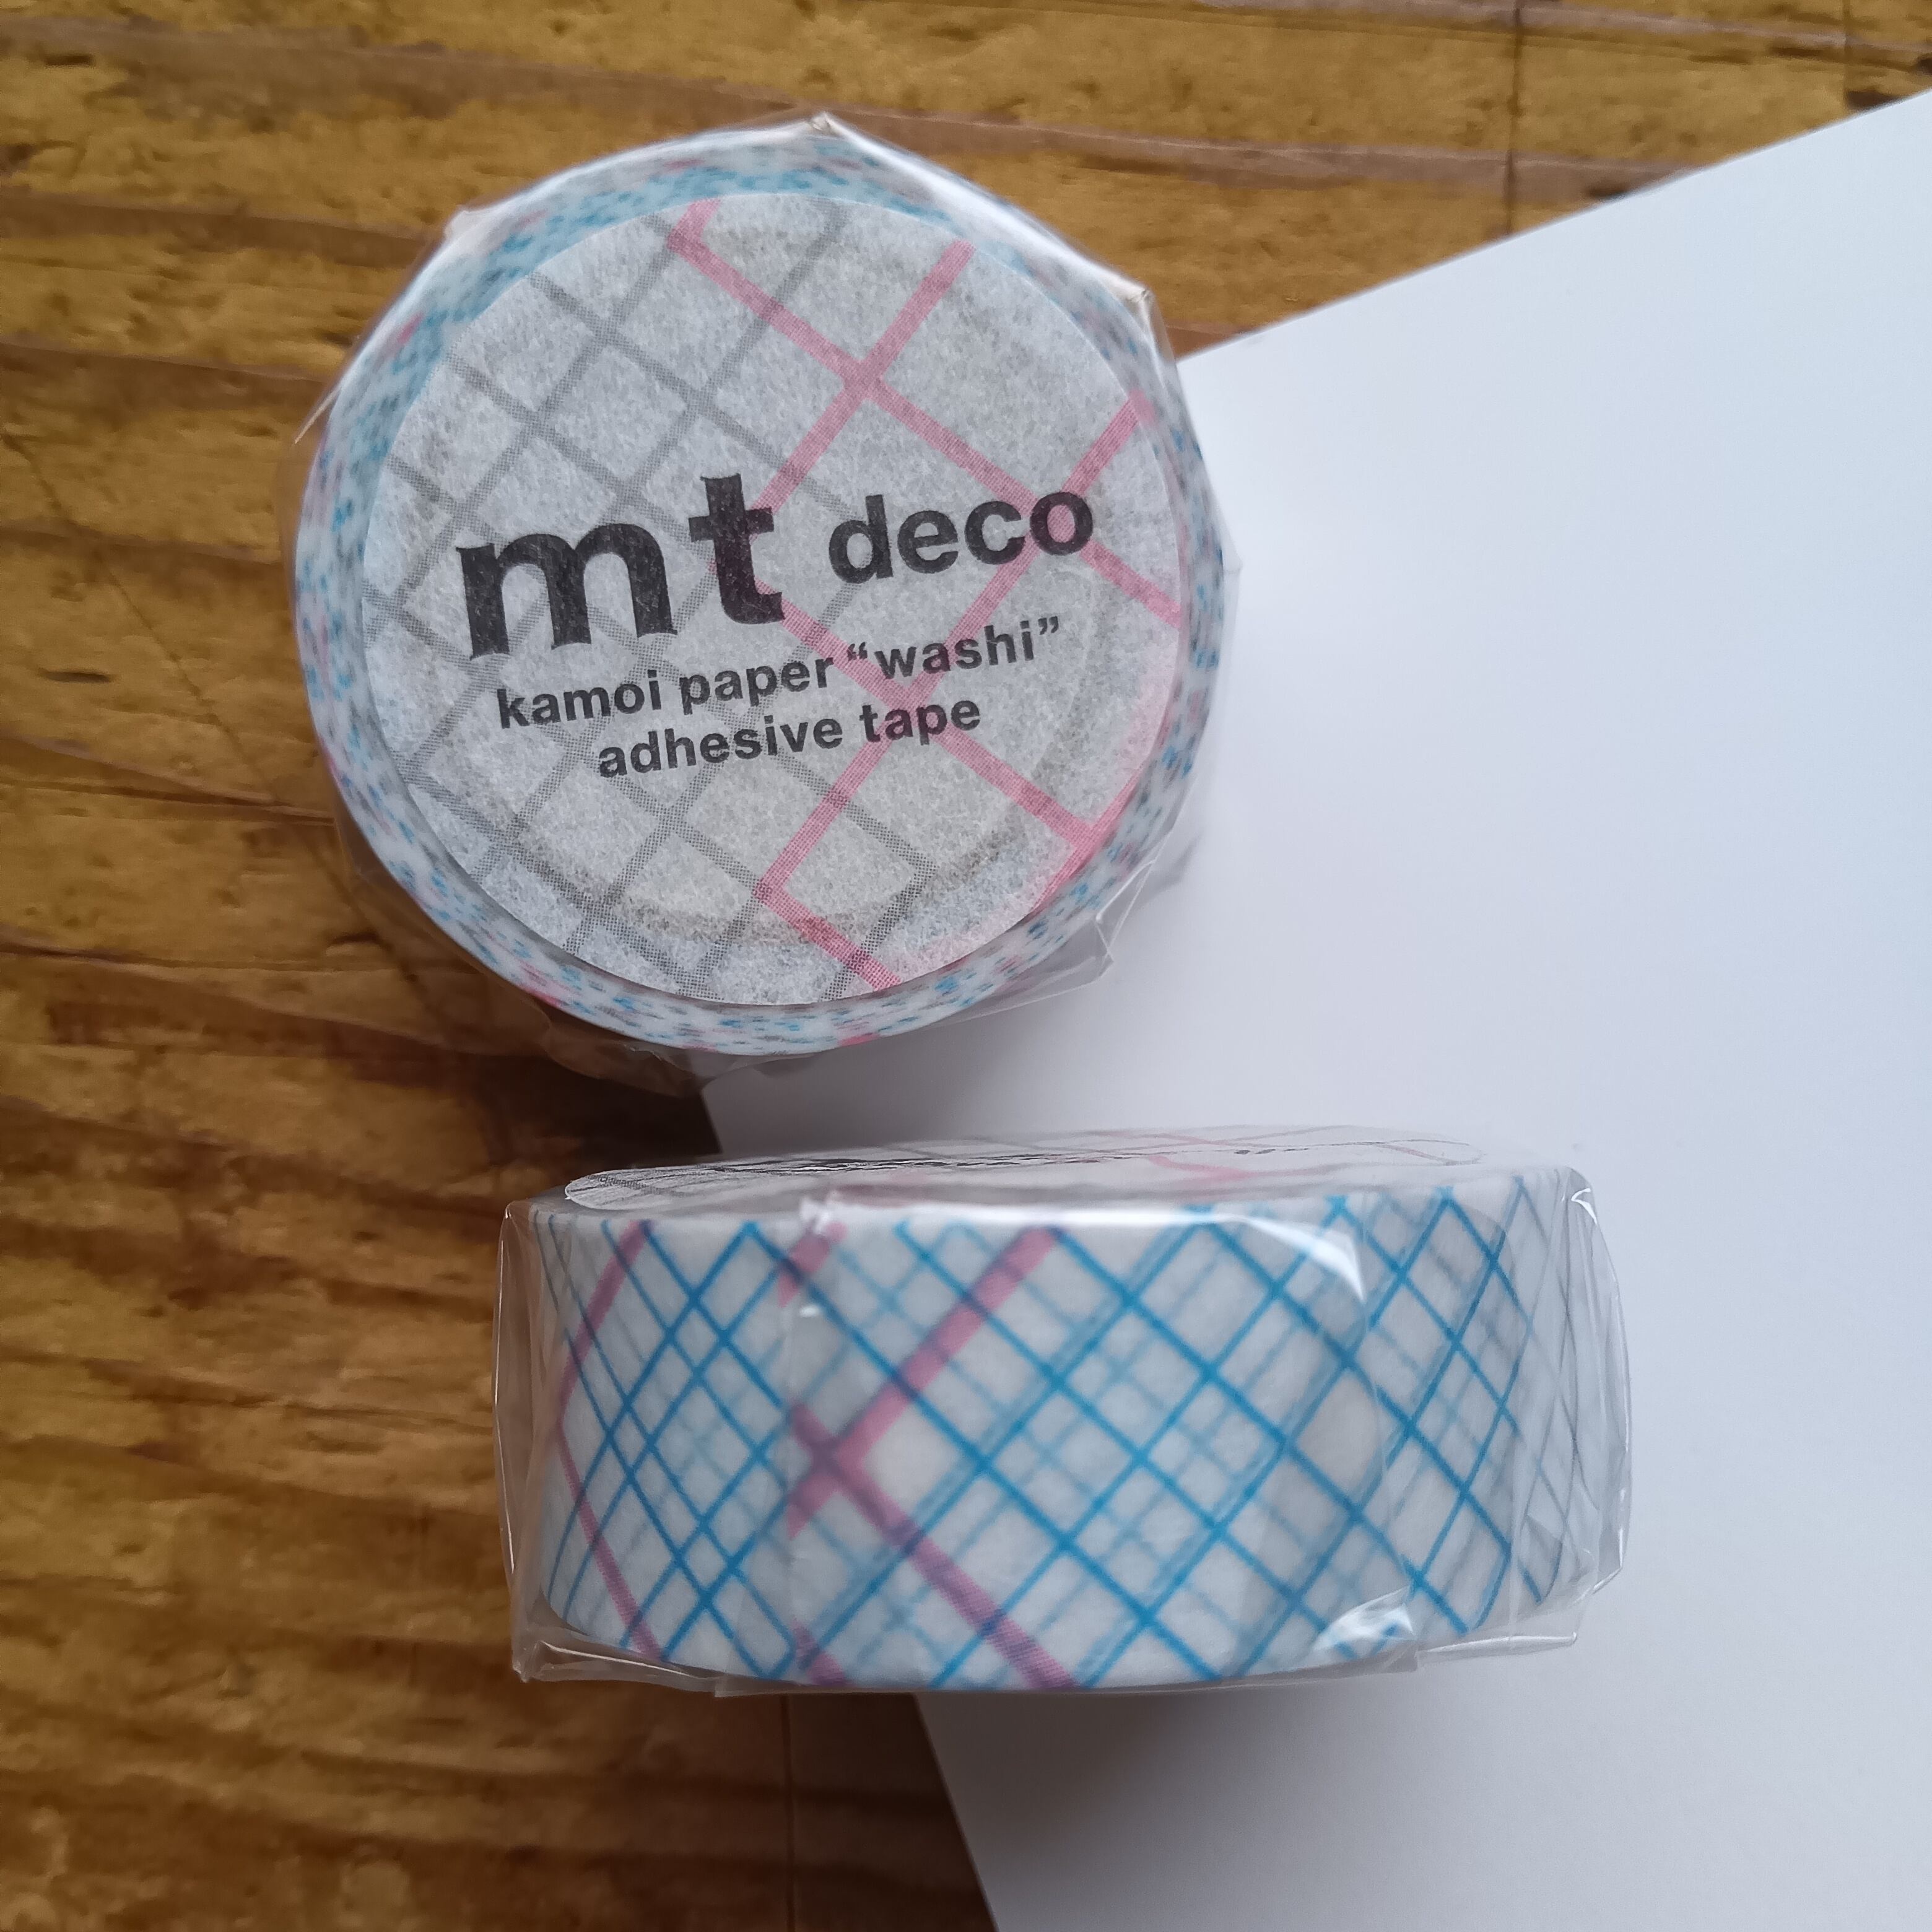 mt deco
kamoi paper “washi”
adhesive tape